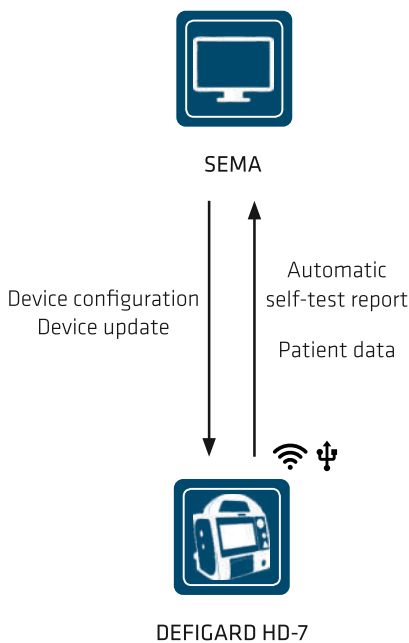 SEMA
Device configuration
Device update
Automatic
self-test report
Patient data
DEFIGARD HD-7